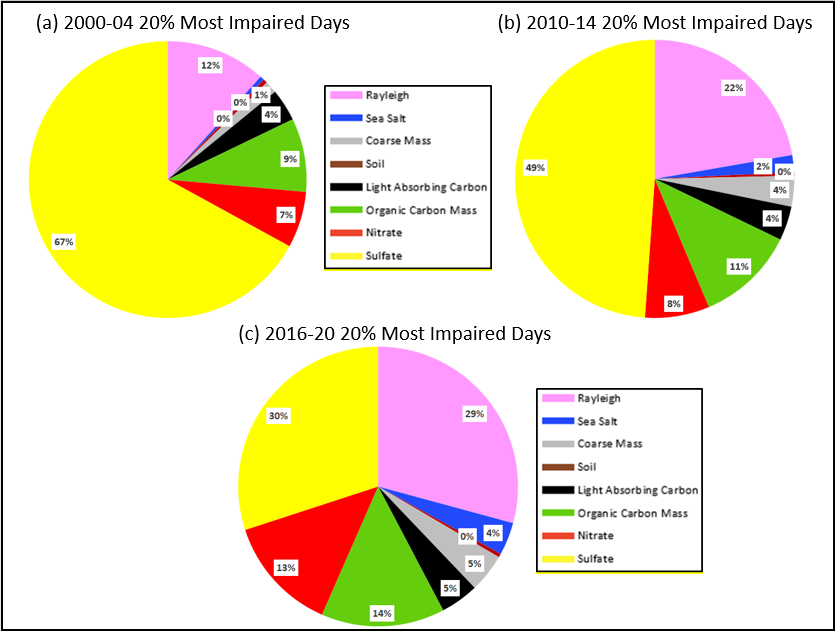 (a) 2000-04 20% Most Impaired Days
12%
1%
0%
0%
4%
9%
7%
67%
Rayleigh
Sea Salt
Coarse Mass
Soil
Light Absorbing Carbon
Organic Carbon Mass
Nitrate
Sulfate
(b) 2010-14 20% Most Impaired Days
22%
2%
0%
4%
4%
11%
8%
49%
(c) 2016-20 20% Most Impaired Days
29%
4%
0%
5%
5%
14%
13%
30%
Rayleigh
Sea Salt
Coarse Mass
Soil
Light Absorbing Carbon
Organic Carbon Mass
Nitrate
Sulfate